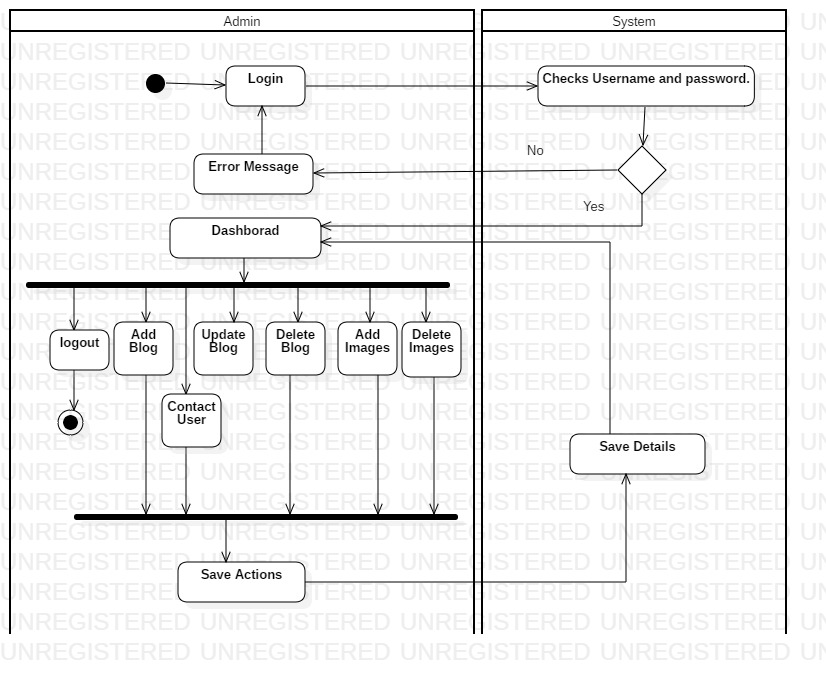 Admin
System
Login
Checks Username and password.
No
Error Message
Yes
Dashborad
logout
Add
Blog
Update
Blog
Delete
Blog
Add
Images
Delete
Images
Contact
User
Save Details
Save Actions
UNREGISTERED